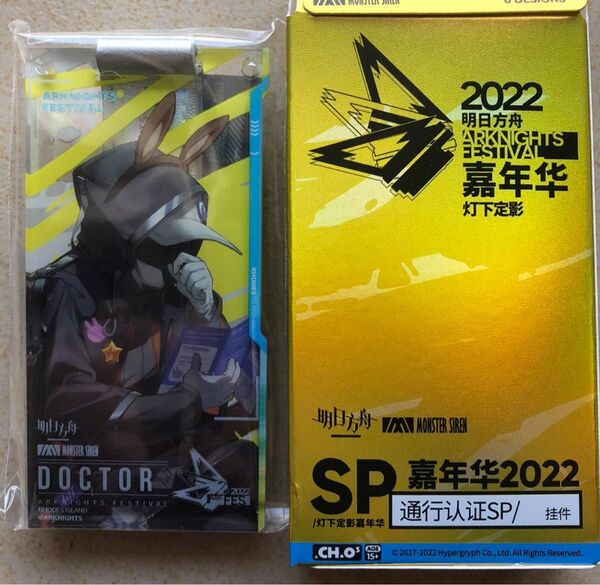 ARKNIGHTS
FESTIVAL
明日方舟
MONSTER SIREN
DOCTOR
ARKNIGHTS FESTIVAL
RHODES ISLAND
©ARKNIGHTS
2022
FES
MONSTER SIREN
6 DESIGNS
2022
明日方舟
ARKNIGHTS
FESTIVAL
嘉年华
灯下定影
明日方舟
MONSTER SIREN
SP 嘉年华2022
/灯下定影嘉年华
通行认证SP/ 挂件
.CH.O³
AGE
15+
© 2017-2022 Hypergryph Co., Ltd. All Rights Reserved.